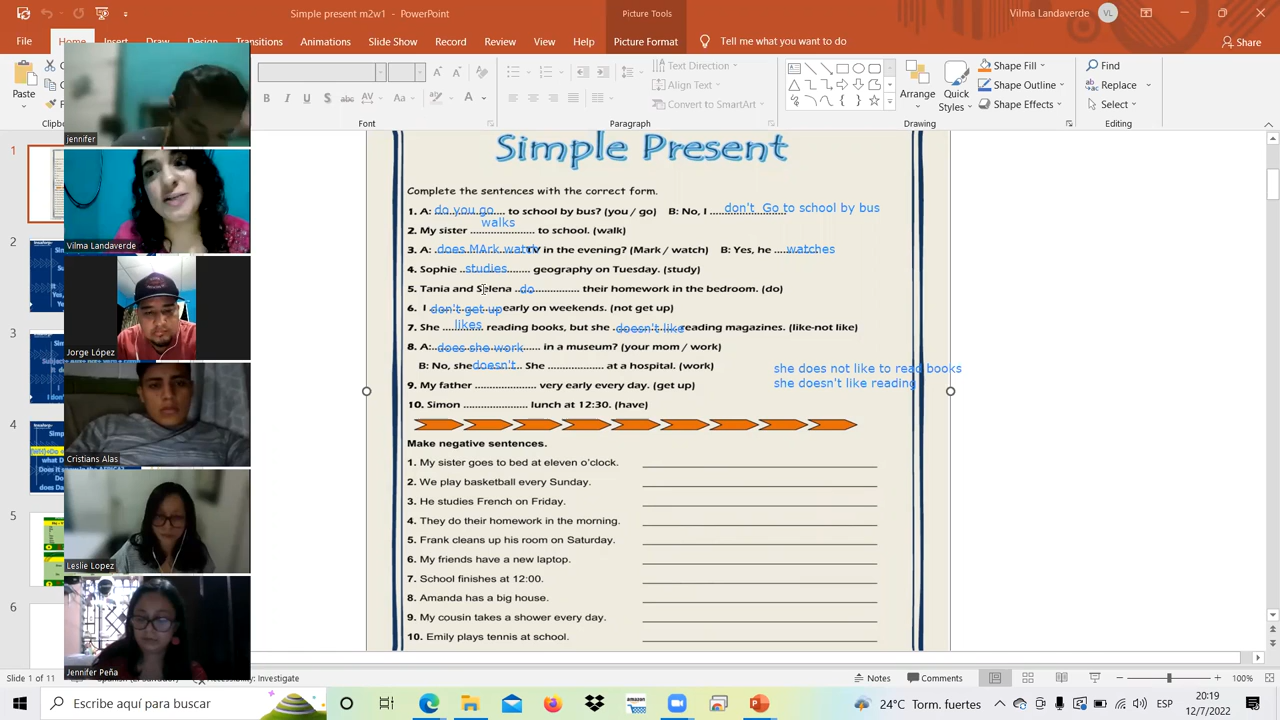 Picture Tools
Vilma Landaverde VL
Design Transitions Animations Slide Show Review View Help Picture Format Tell me what you want to do Share
Text Direction
Align Text
Convert to SmartArt
Arrange
Quick Styles
Shape Fill
Shape Outline
Shape Effects
Find
Replace
Select
Font Paragraph Drawing Editing
jennifer
Vilma Landaverde
Jorge López
Cristians Alas
Leslie Lopez
Jennifer Peña
Simple Present
Complete the sentences with the correct form.
1. A: do you go to school by bus? (you / go) B: No, I don't Go to school by bus
2. My sister walks to school. (walk)
3. A: does MArk watch TV in the evening? (Mark / watch) B: Yes, he watches
4. Sophie studies geography on Tuesday. (study)
5. Tania and Selena do their homework in the bedroom. (do)
6. I don't get up early on weekends. (not get up)
7. She likes reading books, but she doesn't like reading magazines. (like-not like)
8. A: does she work in a museum? (your mom / work)
B: No, she doesn't. She .................... at a hospital. (work)
she does not like to read books
she doesn't like reading
9. My father ...................... very early every day. (get up)
10. Simon ....................... lunch at 12:30. (have)
Make negative sentences.
1. My sister goes to bed at eleven o'clock.
2. We play basketball every Sunday.
3. He studies French on Friday.
4. They do their homework in the morning.
5. Frank cleans up his room on Saturday.
6. My friends have a new laptop.
7. School finishes at 12:00.
8. Amanda has a big house.
9. My cousin takes a shower every day.
10. Emily plays tennis at school.
Slide 1 of 11 Spanish (El Salvador) Accessibility: Investigate Notes Comments 100%
Escribe aquí para buscar
24°C Torm. fuertes ESP 20:19 12/7/2022